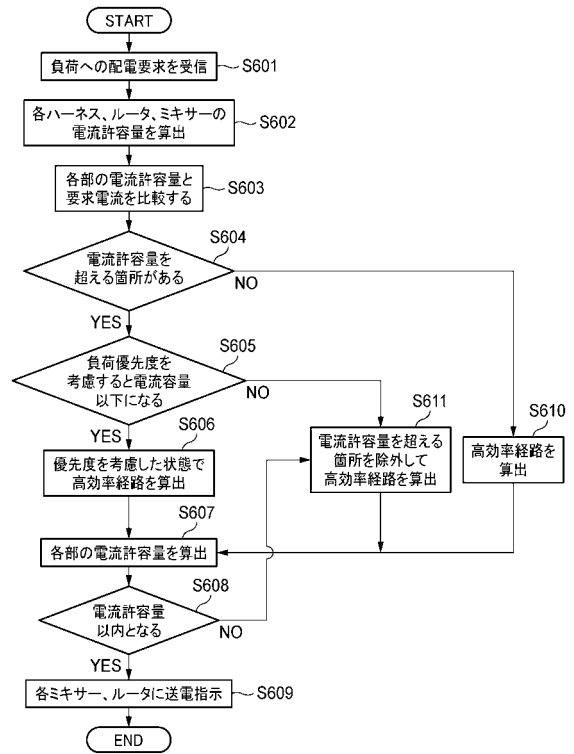 START
負荷への配電要求を受信
S601
各ハーネス、ルータ、ミキサーの
電流許容量を算出
S602
各部の電流許容量と
要求電流を比較する
S603
電流許容量を
超える箇所がある
S604
NO
YES
負荷優先度を
考慮すると電流容量
以下になる
S605
NO
YES
優先度を考慮した状態で
高効率経路を算出
S606
電流許容量を超える
箇所を除外して
高効率経路を算出
S611
高効率経路を
算出
S610
各部の電流許容量を算出
S607
電流許容量
以内となる
S608
NO
YES
各ミキサー、ルータに送電指示
S609
END